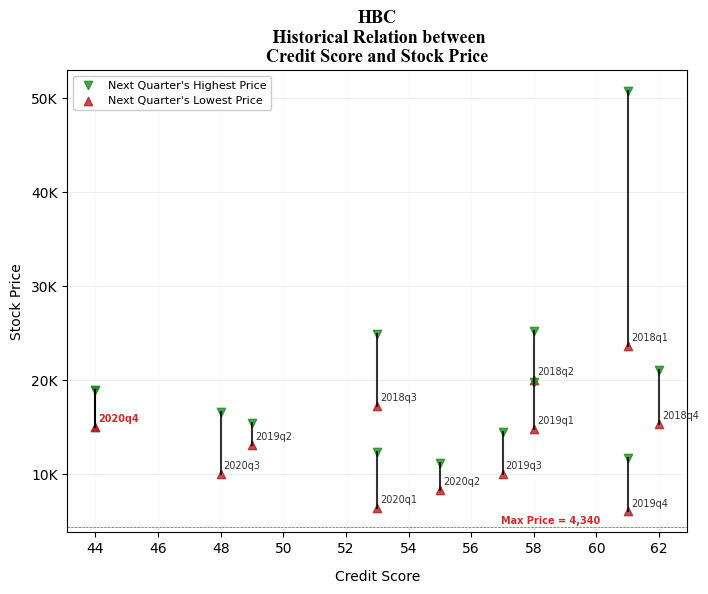 HBC
Historical Relation between
Credit Score and Stock Price
Next Quarter's Highest Price
Next Quarter's Lowest Price
50K
40K
30K
20K
10K
Stock Price
2018q1
2018q2
2018q3
2018q4
2020q4
2019q1
2019q2
2020q3
2019q3
2020q2
2020q1
2019q4
Max Price = 4,340
44 46 48 50 52 54 56 58 60 62
Credit Score